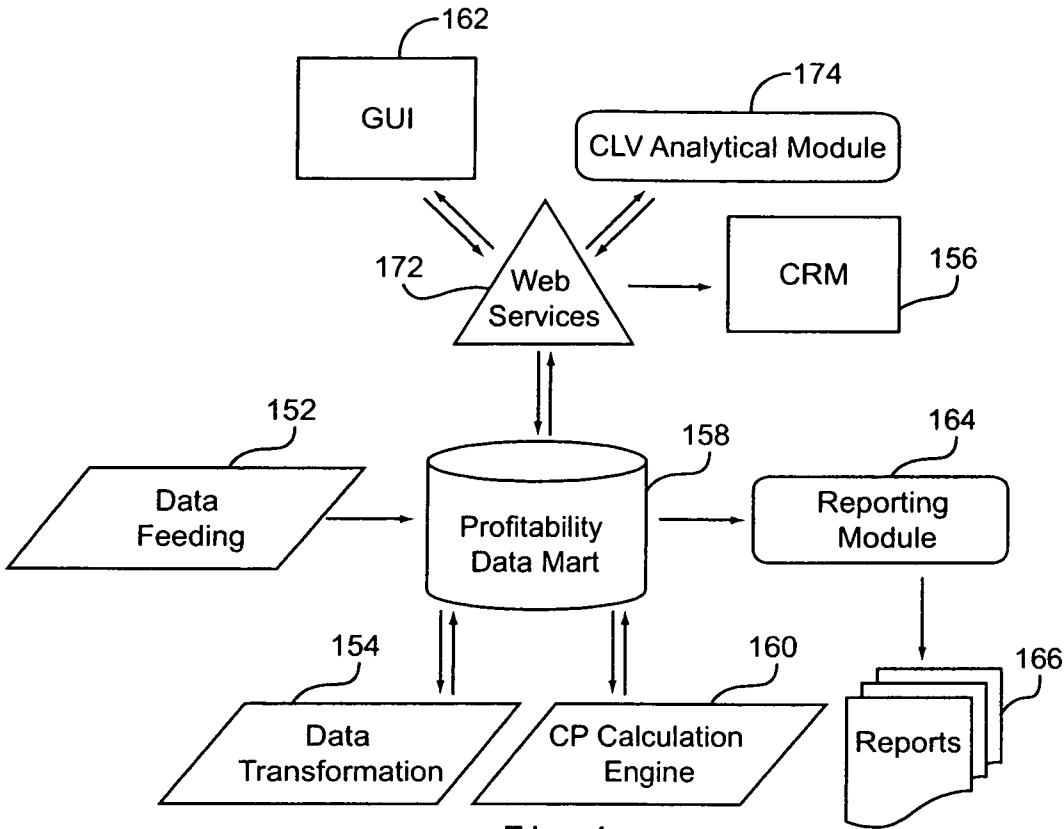 162
GUI
174
CLV Analytical Module
172
Web
Services
CRM
156
152
Data
Feeding
158
Profitability
Data Mart
164
Reporting
Module
154
Data
Transformation
160
CP Calculation
Engine
166
Reports